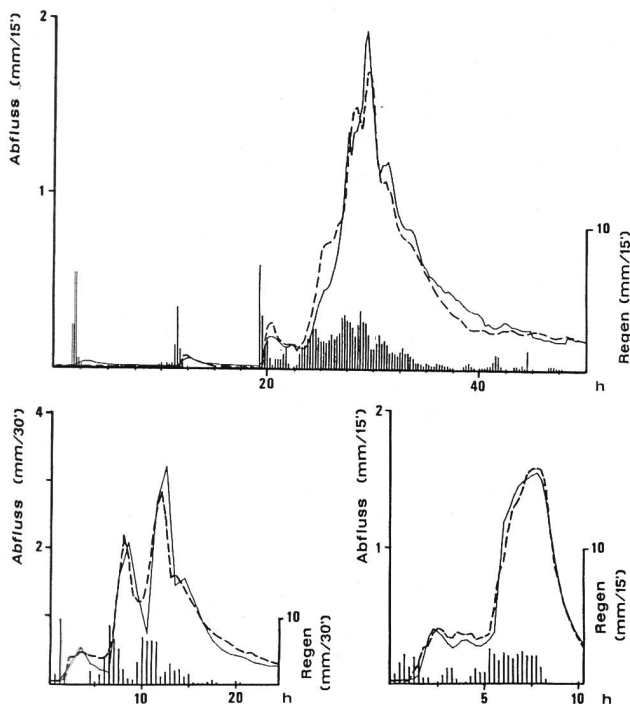 Abfluss (mm/15')
2
1
10
Regen (mm/15')
20
40
h
Abfluss (mm/30')
4
2
10
Regen
(mm/30')
10
20
h
Abfluss (mm/15')
2
1
10
Regen
(mm/15')
5
10
h